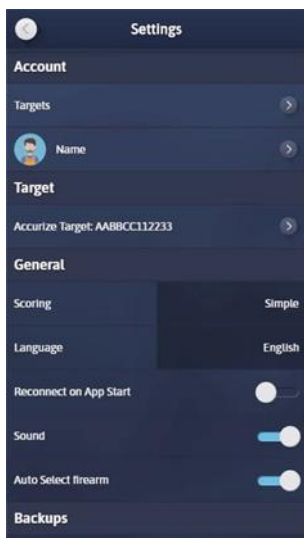 Settings
Account
Targets
Name
Target
Accurize Target: AABBCC112233
General
Scoring Simple
Language English
Reconnect on App Start
Sound
Auto Select firearm
Backups